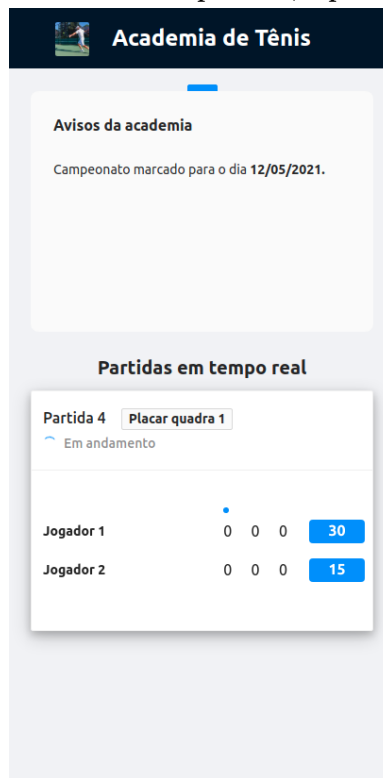 Academia de Tênis
Avisos da academia
Campeonato marcado para o dia 12/05/2021.
Partidas em tempo real
Partida 4 Placar quadra 1
Em andamento
Jogador 1 0 0 0 30
Jogador 2 0 0 0 15